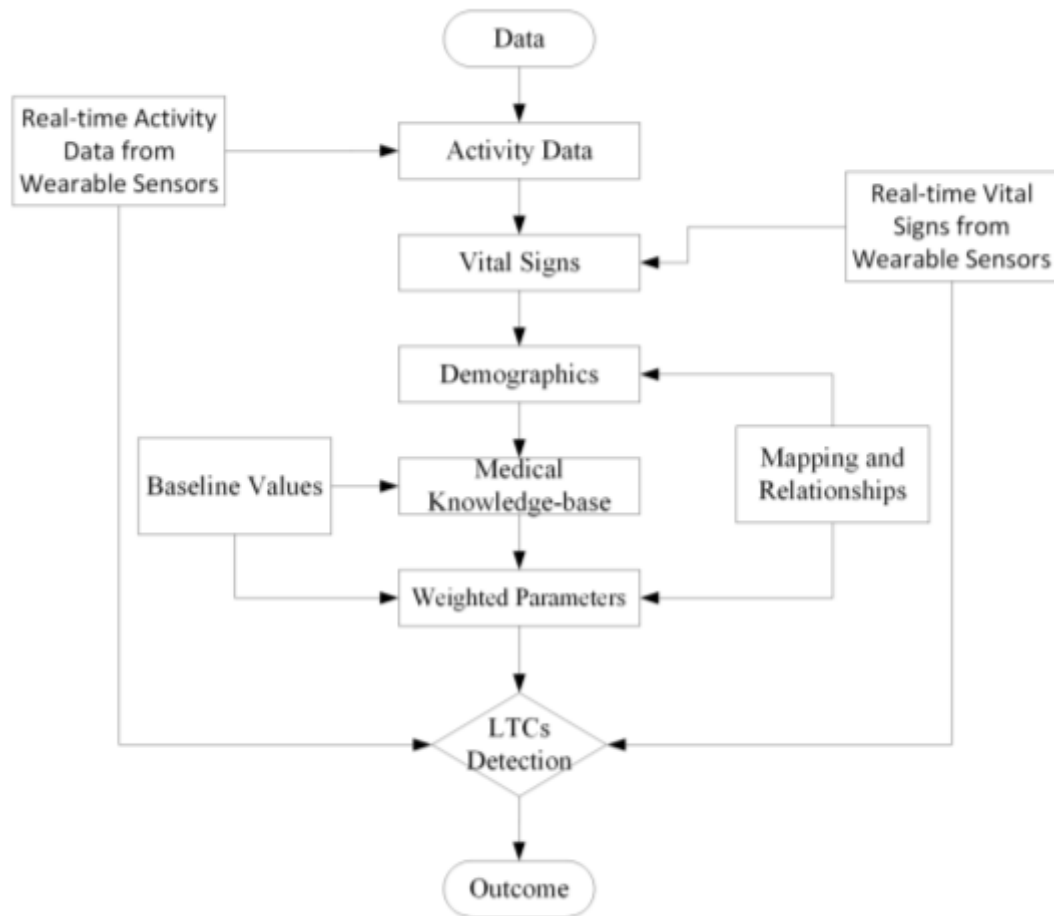 Data
Real-time Activity
Data from
Wearable Sensors
Activity Data
Real-time Vital
Signs from
Wearable Sensors
Vital Signs
Demographics
Baseline Values
Medical
Knowledge-base
Mapping and
Relationships
Weighted Parameters
LTCs
Detection
Outcome